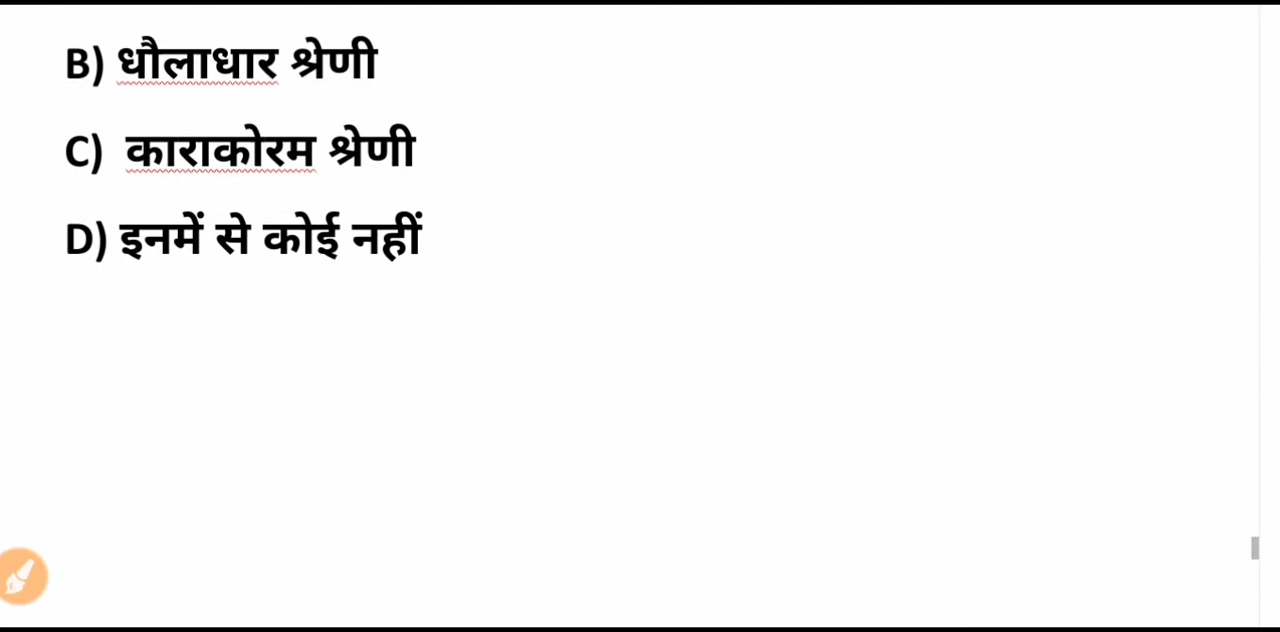 B) धौलाधार श्रेणी
C) काराकोरम श्रेणी
D) इनमें से कोई नहीं